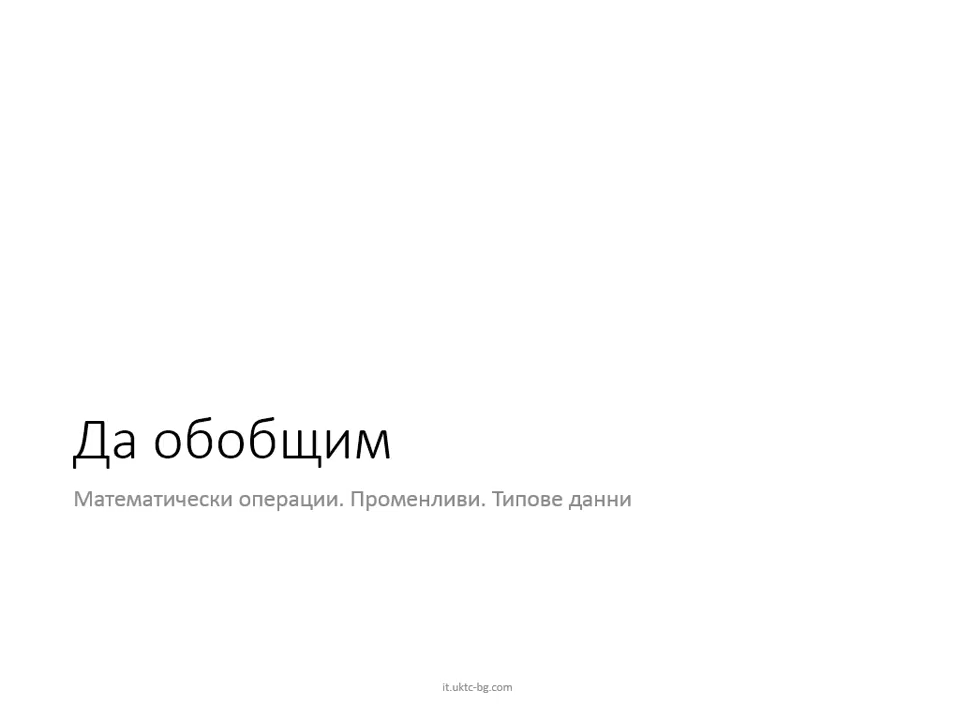 Да обобщим
Математически операции. Променливи. Типове данни
it.uktc-bg.com